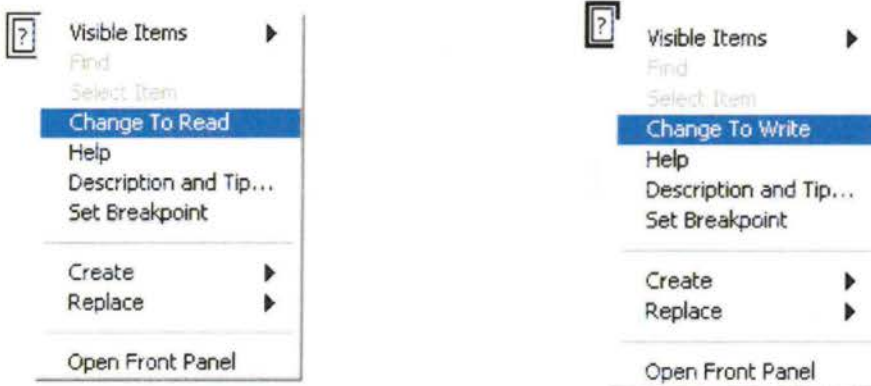 ?
Visible Items
Find
Select Item
Change To Read
Help
Description and Tip...
Set Breakpoint
Create
Replace
Open Front Panel
?
Visible Items
Find
Select Item
Change To Write
Help
Description and Tip...
Set Breakpoint
Create
Replace
Open Front Panel